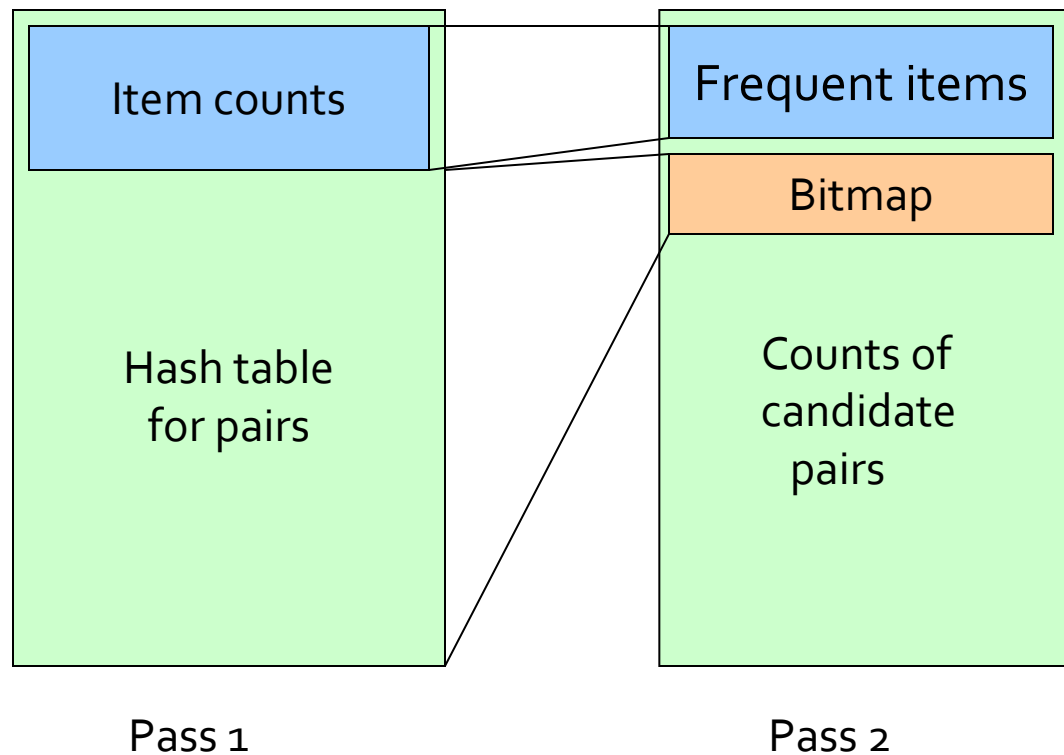 Item counts
Hash table
for pairs
Pass 1
Frequent items
Bitmap
Counts of
candidate
pairs
Pass 2